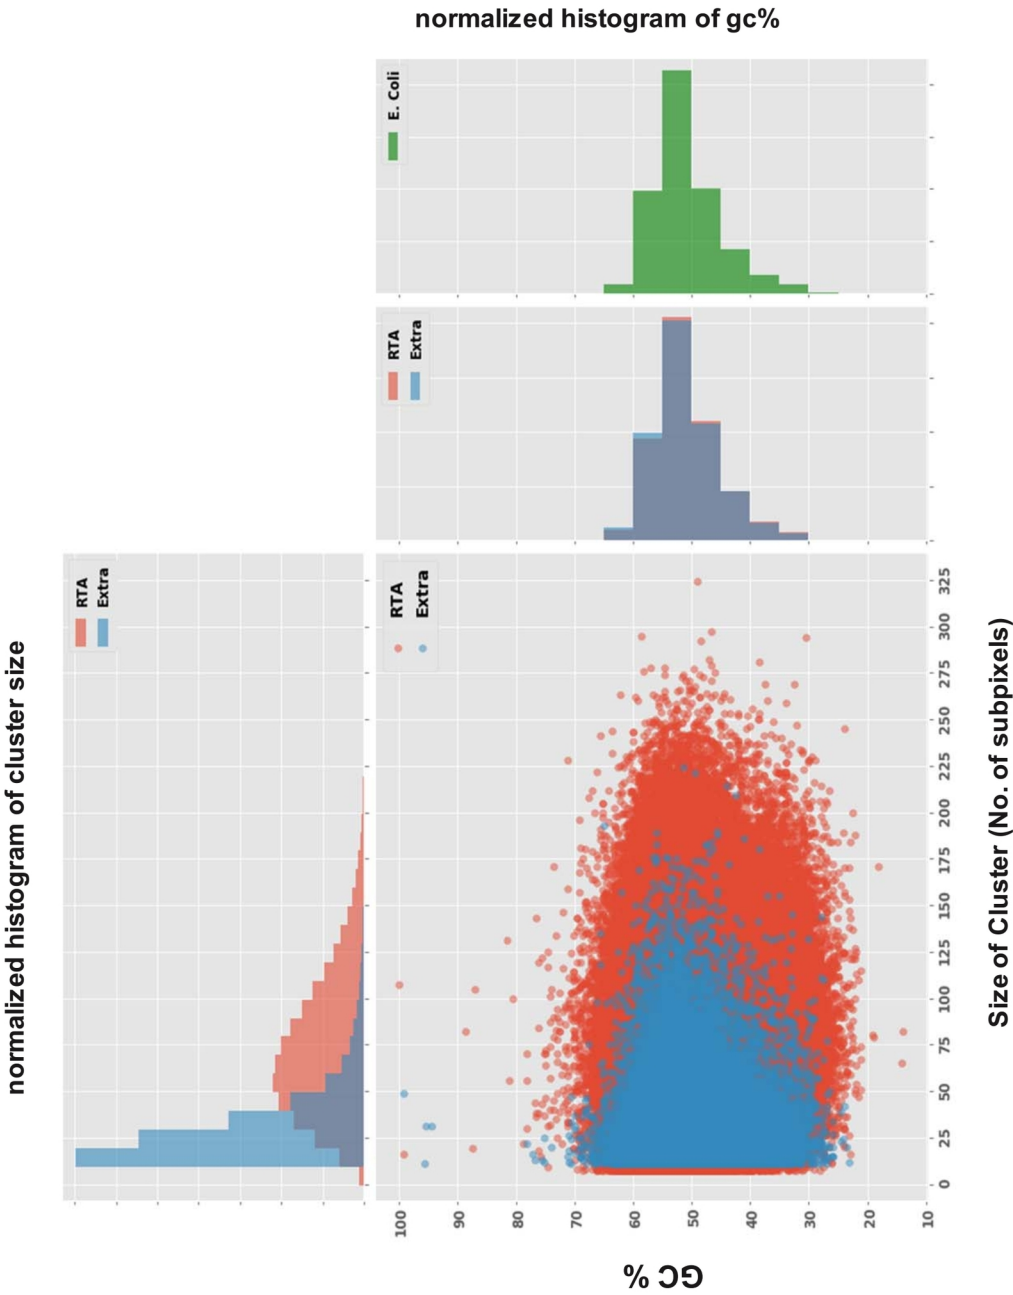 normalized histogram of gc%
E. Coli
RTA
Extra
normalized histogram of cluster size
RTA
Extra
RTA
Extra
100
90
80
70
60
50
40
30
20
10
0
25
50
75
100
125
150
175
200
225
250
275
300
325
GC %
Size of Cluster (No. of subpixels)